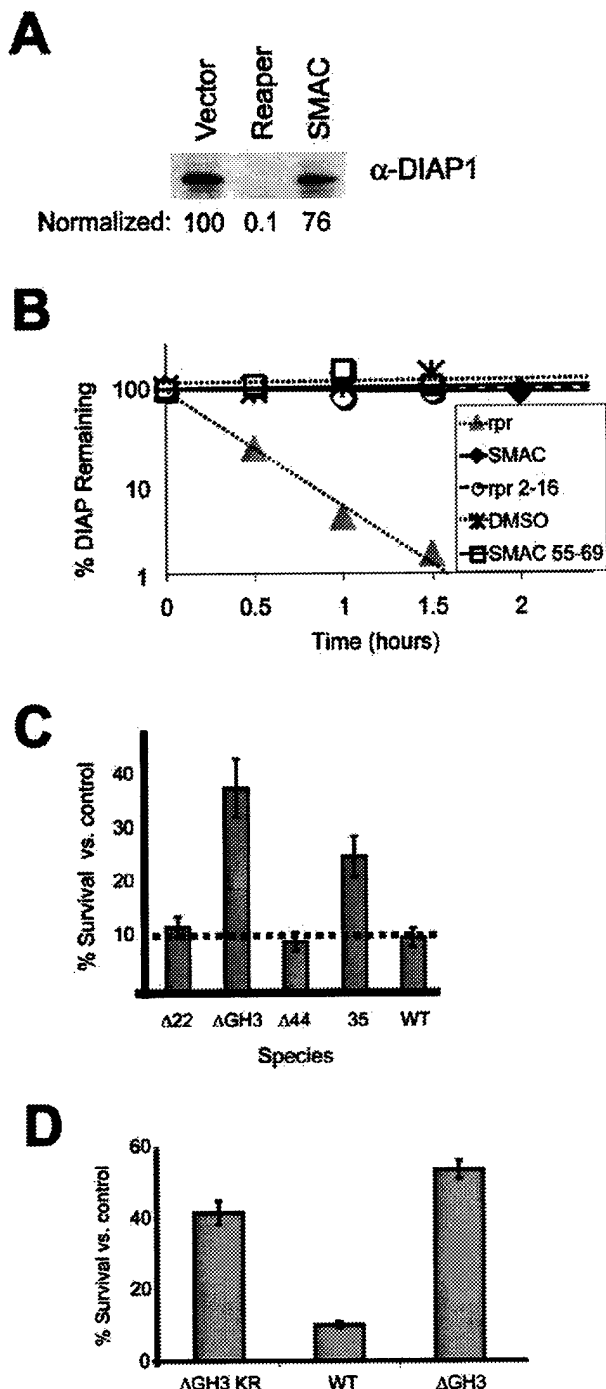 A
Vector
Reaper
SMAC
α-DIAP1
Normalized: 100 0.1 76
B
% DIAP Remaining
100
10
1
0 0.5 1 1.5 2
Time (hours)
rpr
SMAC
rpr 2-16
DMSO
SMAC 55-69
C
% Survival vs. control
40
30
20
10
Δ22 ΔGH3 Δ44 35 WT
Species
D
% Survival vs. control
60
40
20
0
ΔGH3 KR WT ΔGH3